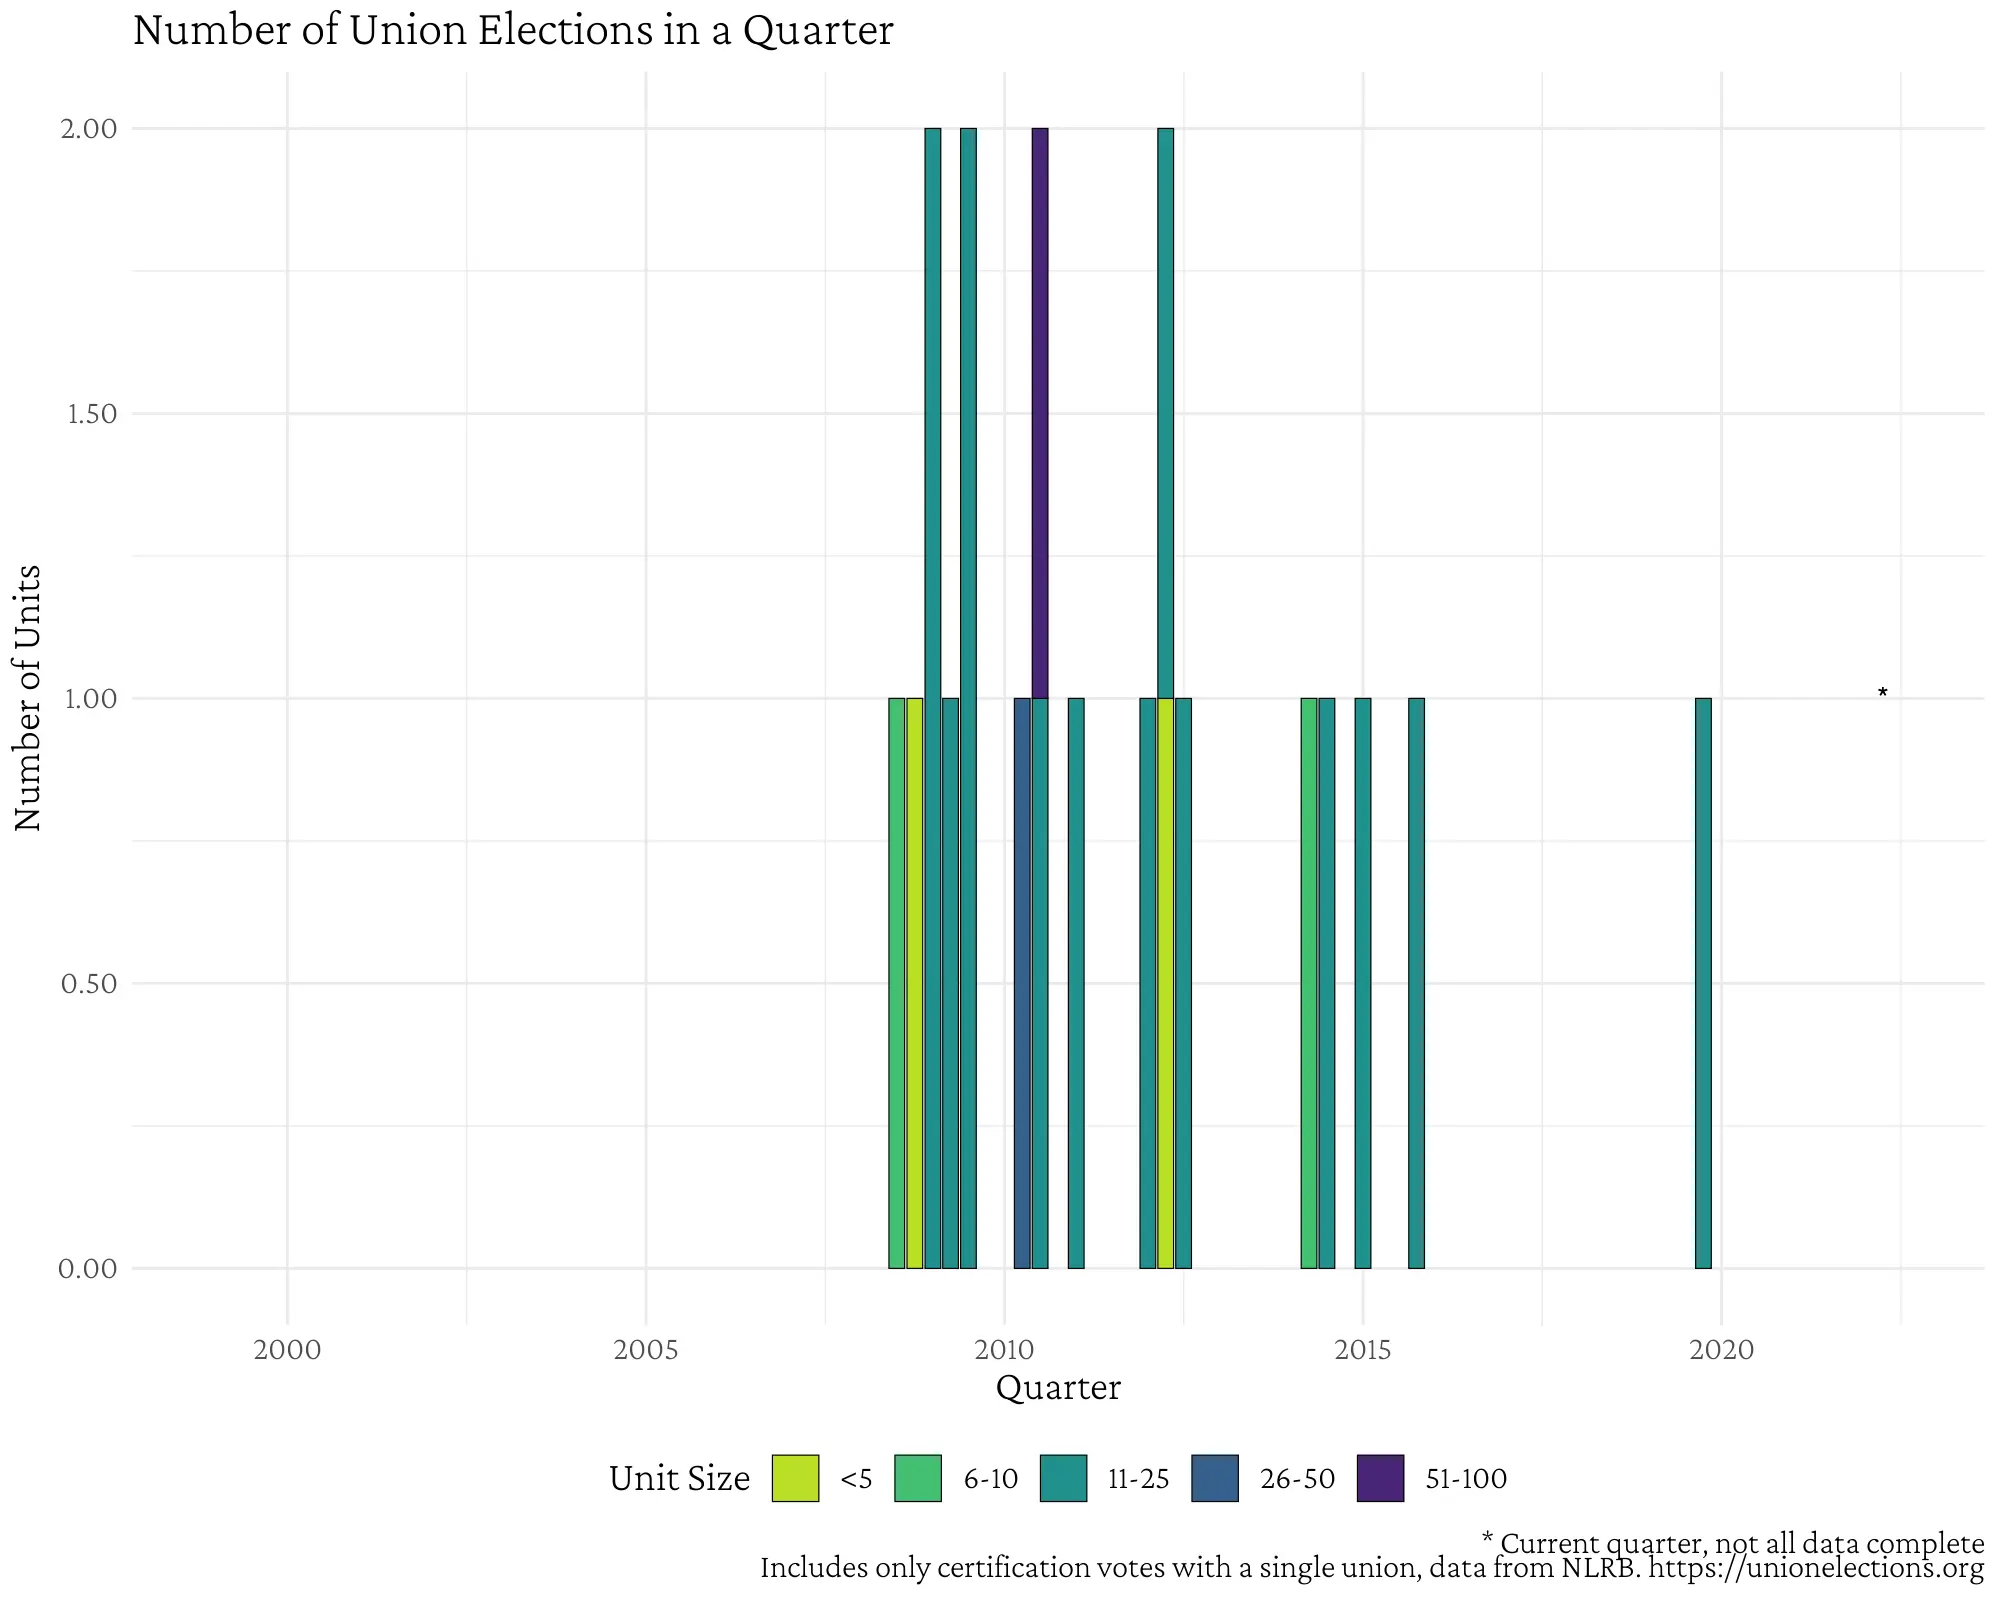 Number of Union Elections in a Quarter
2.00
1.50
1.00
0.50
0.00
Number of Units
*
2000 2005 2010 2015 2020
Quarter
Unit Size <5 6-10 11-25 26-50 51-100
* Current quarter, not all data complete
Includes only certification votes with a single union, data from NLRB. https://unionelections.org